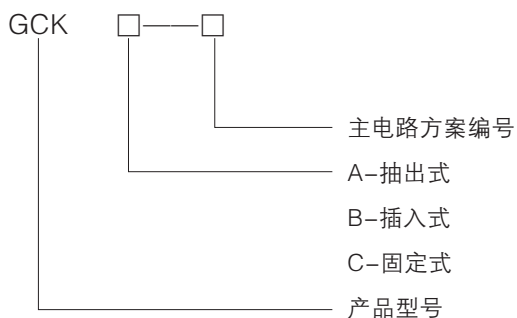 GCK □——□
主电路方案编号
A-抽出式
B-插入式
C-固定式
产品型号